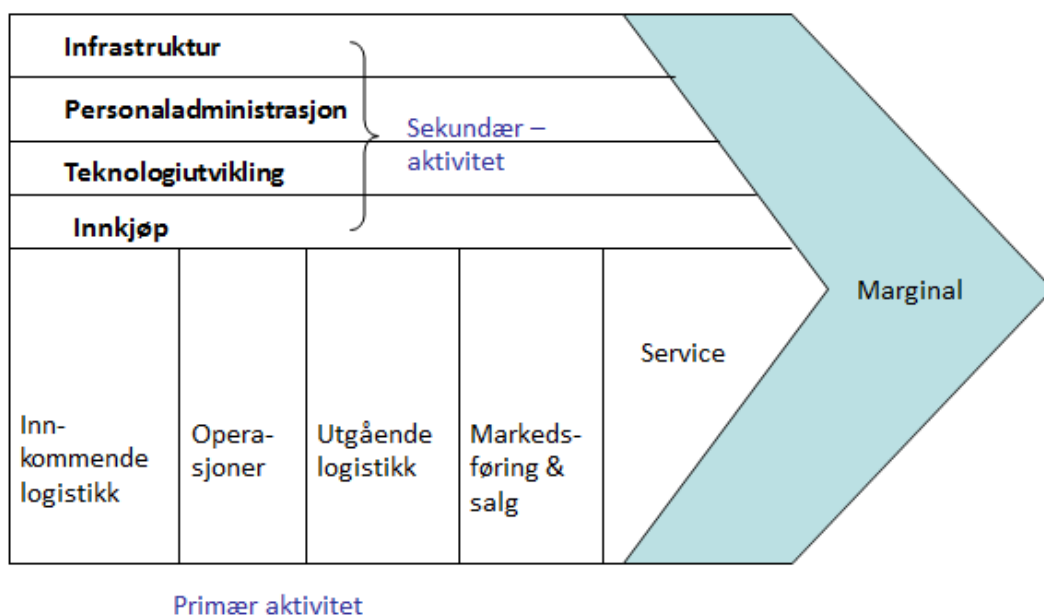 Infrastruktur
Personaladministrasjon
Sekundær –
aktivitet
Teknologiutvikling
Innkjøp
Marginal
Service
Inn-
kommende
logistikk
Opera-
sjoner
Utgående
logistikk
Markeds-
føring &
salg
Primær aktivitet